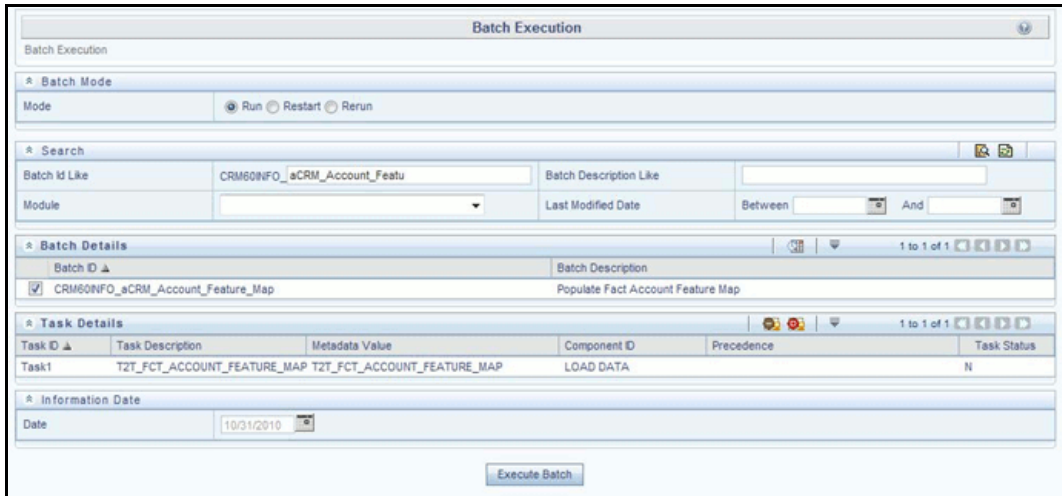 Batch Execution
Batch Execution
Batch Mode
Mode Run Restart Rerun
Search
Batch Id Like CRM60INFO_ aCRM_Account_Featu Batch Description Like
Module Last Modified Date Between And
Batch Details 1 to 1 of 1
Batch ID Batch Description
CRM60INFO_aCRM_Account_Feature_Map Populate Fact Account Feature Map
Task Details 1 to 1 of 1
Task ID Task Description Metadata Value Component ID Precedence Task Status
Task1 T2T_FCT_ACCOUNT_FEATURE_MAP T2T_FCT_ACCOUNT_FEATURE_MAP LOAD DATA N
Information Date
Date 10/31/2010
Execute Batch